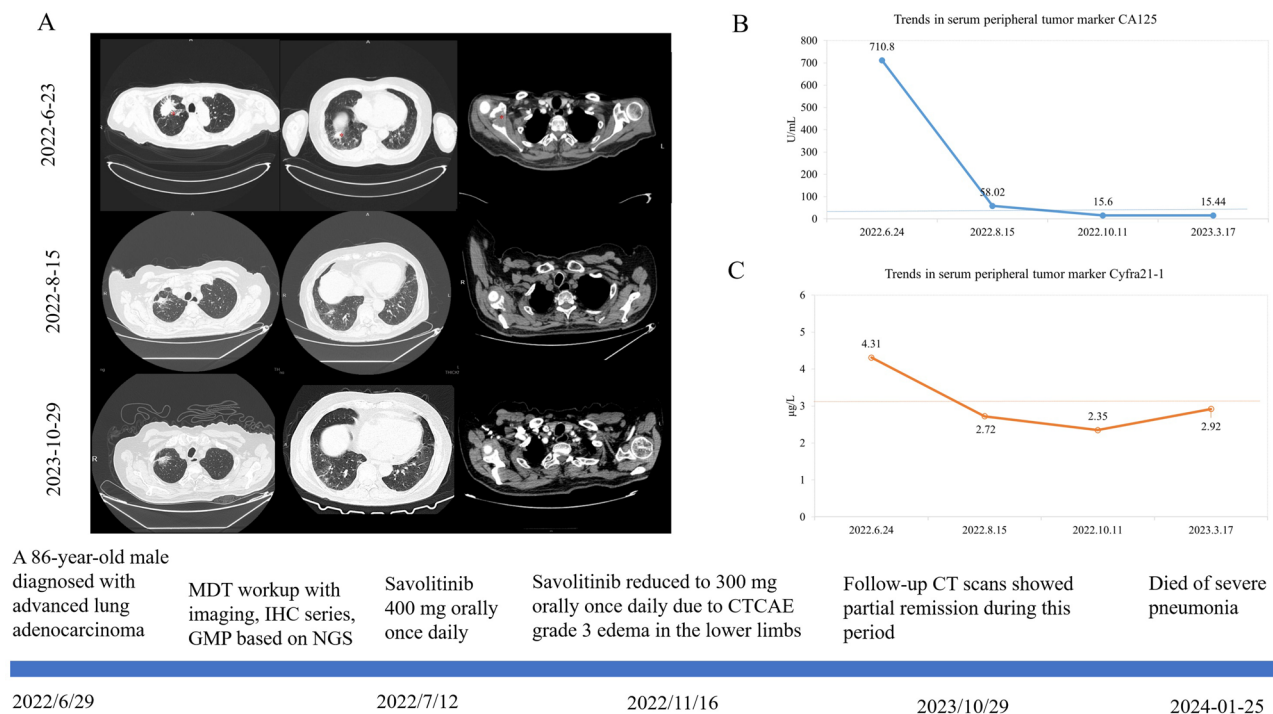 A
2022-6-23
2022-8-15
2023-10-29
A
A
L
A
A
R
L
R
R
B
Trends in serum peripheral tumor marker CA125
800
700
600
500
400
300
200
100
0
U/mL
710.8
58.02
15.6
15.44
2022.6.24
2022.8.15
2022.10.11
2023.3.17
C
Trends in serum peripheral tumor marker Cyfra21-1
6
5
4
3
2
1
0
μg/L
4.31
2.72
2.35
2.92
2022.6.24
2022.8.15
2022.10.11
2023.3.17
A 86-year-old male
diagnosed with
advanced lung
adenocarcinoma
MDT workup with
imaging, IHC series,
GMP based on NGS
Savolitinib
400 mg orally
once daily
Savolitinib reduced to 300 mg
orally once daily due to CTCAE
grade 3 edema in the lower limbs
Follow-up CT scans showed
partial remission during this
period
Died of severe
pneumonia
2022/6/29
2022/7/12
2022/11/16
2023/10/29
2024-01-25